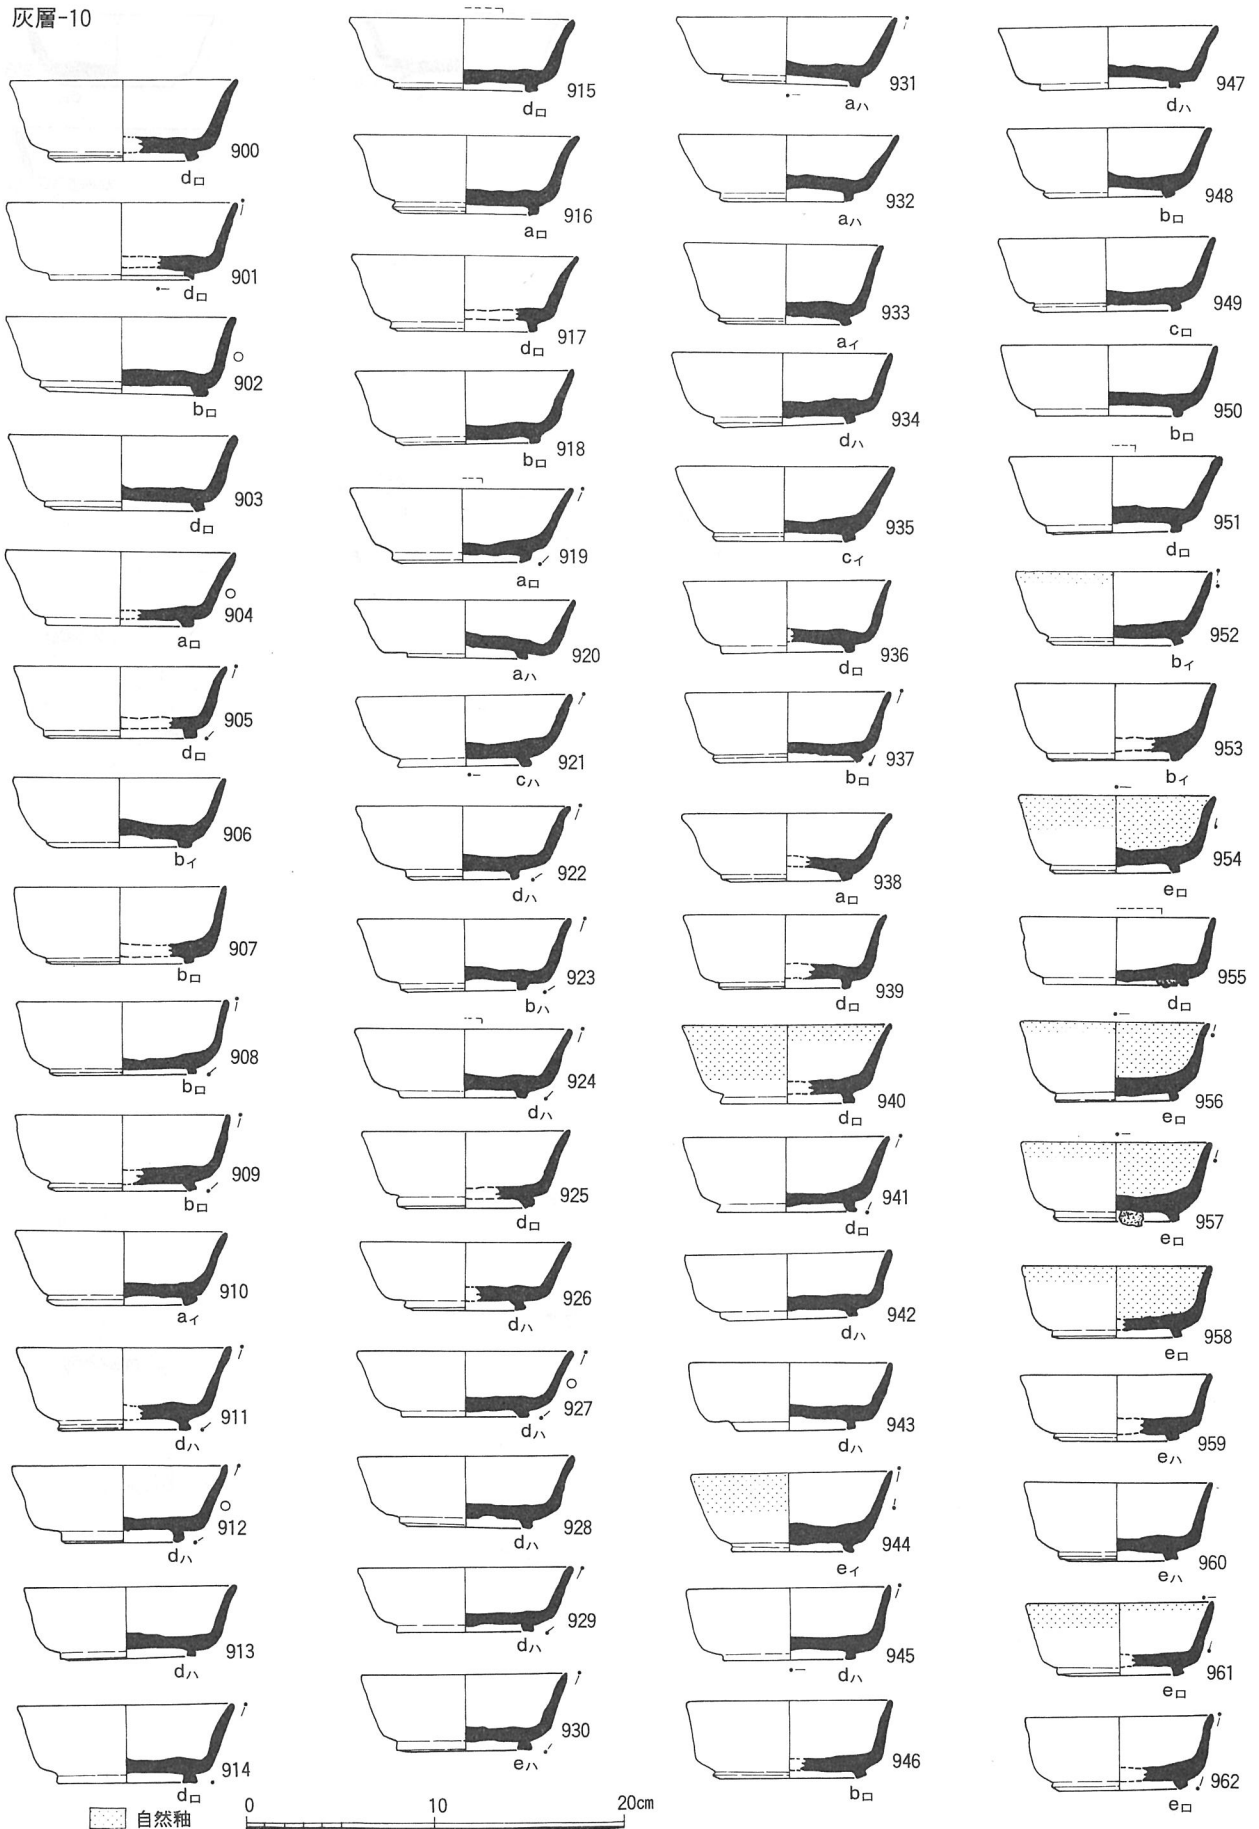 灰層-10
900
dロ
901
dロ
902
bロ
903
dロ
904
aロ
905
dロ
906
bイ
907
bロ
908
bロ
909
bロ
910
aイ
911
dハ
912
dハ
913
dハ
914
dロ
915
dロ
916
aロ
917
dロ
918
bロ
919
aロ
920
aハ
921
cハ
922
dハ
923
bハ
924
dハ
925
dロ
926
dハ
927
dハ
928
dハ
929
dハ
930
eハ
931
aハ
932
aハ
933
aイ
934
dハ
935
cイ
936
dロ
937
bロ
938
aロ
939
dロ
940
dロ
941
dロ
942
dハ
943
dハ
944
eイ
945
dハ
946
bロ
947
dハ
948
bロ
949
cロ
950
bロ
951
dロ
952
bイ
953
bイ
954
eロ
955
dロ
956
eロ
957
eロ
958
eロ
959
eハ
960
eハ
961
eロ
962
eロ
自然釉
0 10 20cm